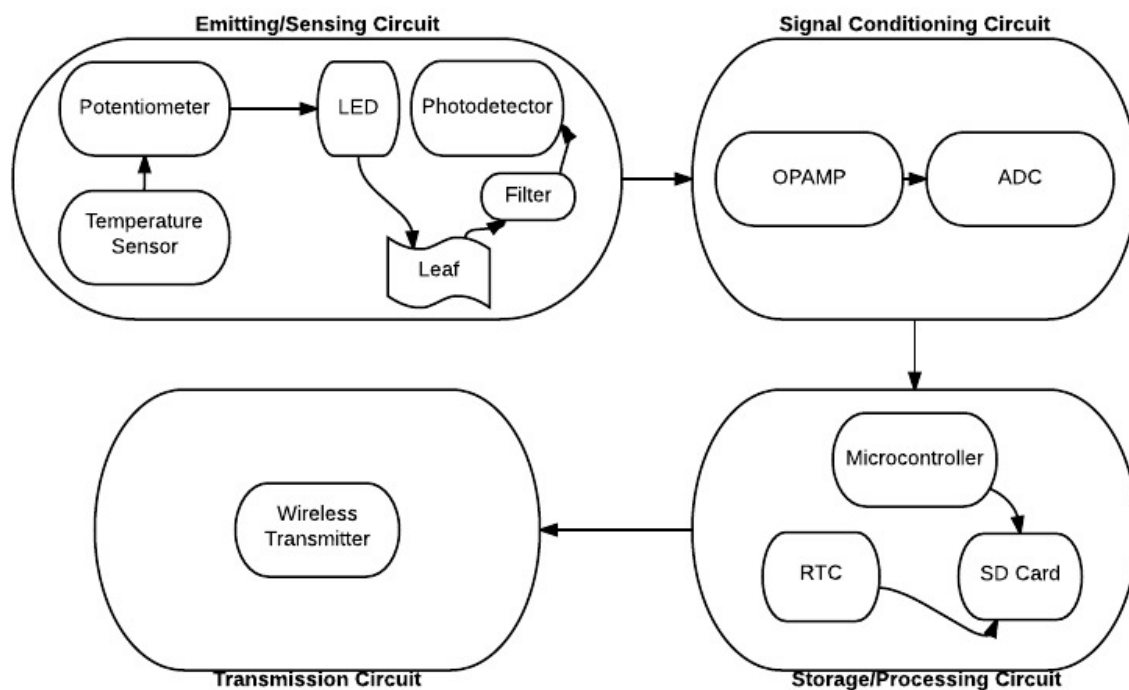 Emitting/Sensing Circuit
Signal Conditioning Circuit
Potentiometer
LED
Photodetector
Temperature
Sensor
Filter
Leaf
OPAMP
ADC
Wireless
Transmitter
Microcontroller
RTC
SD Card
Transmission Circuit
Storage/Processing Circuit